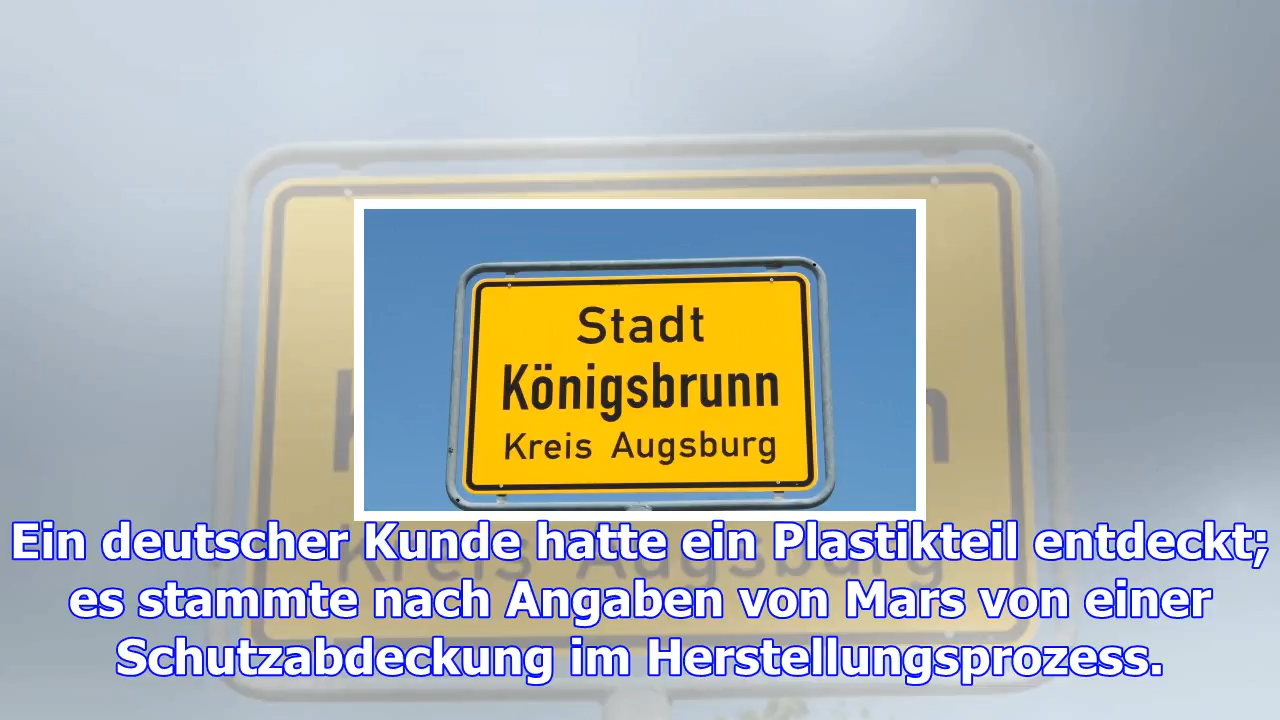 Stadt
Königsbrunn
Kreis Augsburg
Ein deutscher Kunde hatte ein Plastikteil entdeckt;
es stammte nach Angaben von Mars von einer
Schutzabdeckung im Herstellungsprozess.